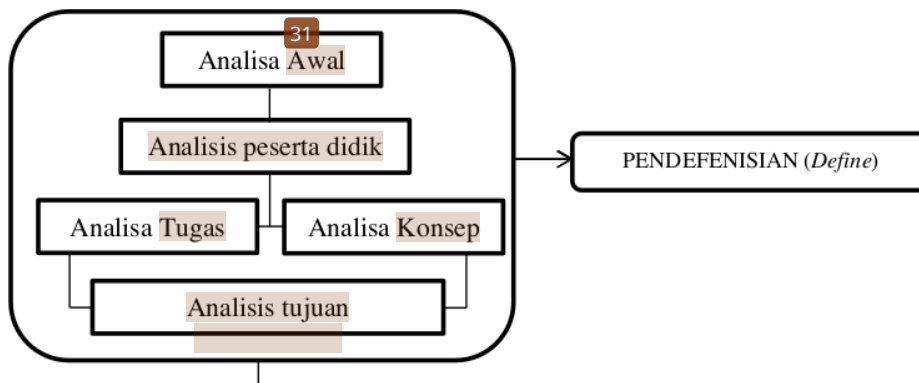 31
Analisa Awal
Analisis peserta didik
PENDEFENISIAN (Define)
Analisa Tugas
Analisa Konsep
Analisis tujuan